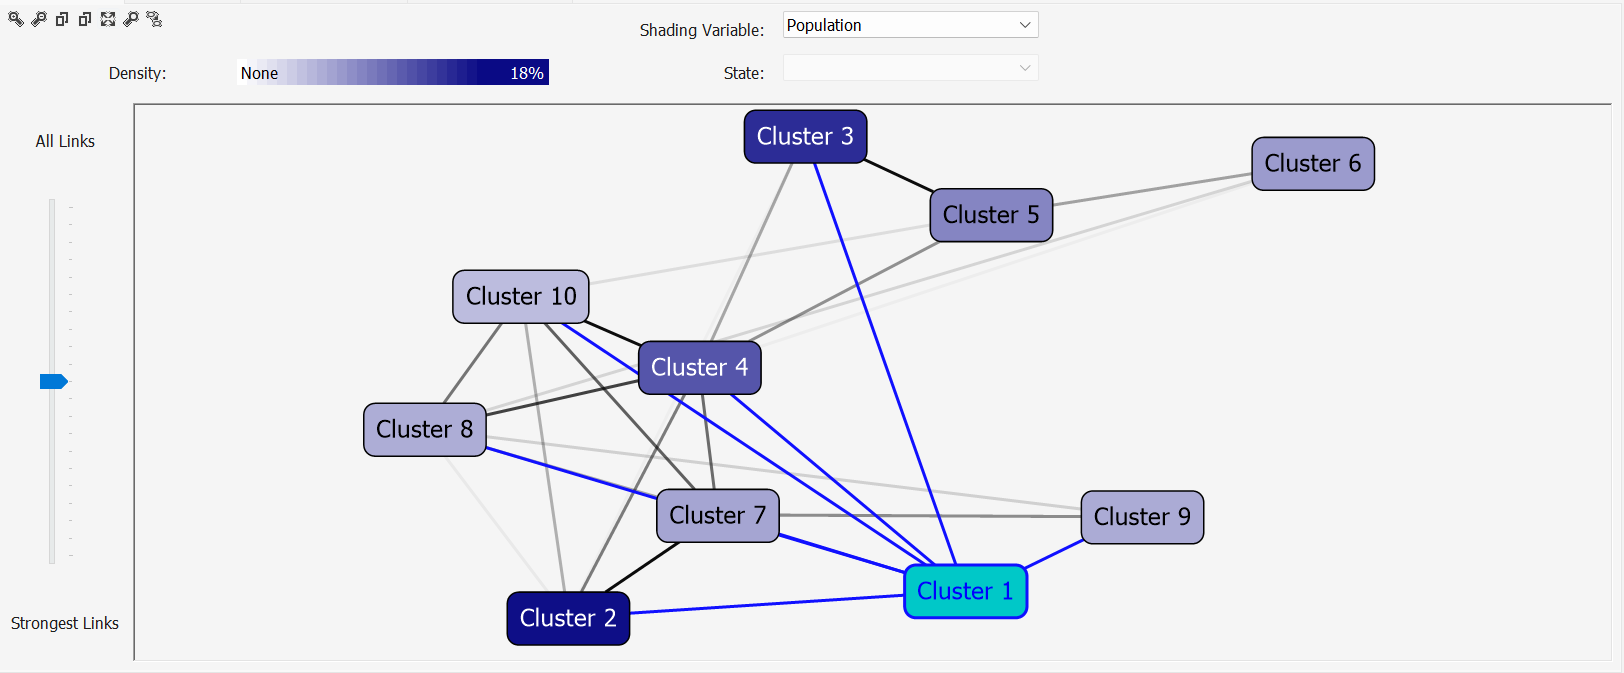 Shading Variable:
Population
Density:
None
18%
State:
All Links
Strongest Links
Cluster 3
Cluster 6
Cluster 5
Cluster 10
Cluster 4
Cluster 8
Cluster 7
Cluster 9
Cluster 1
Cluster 2